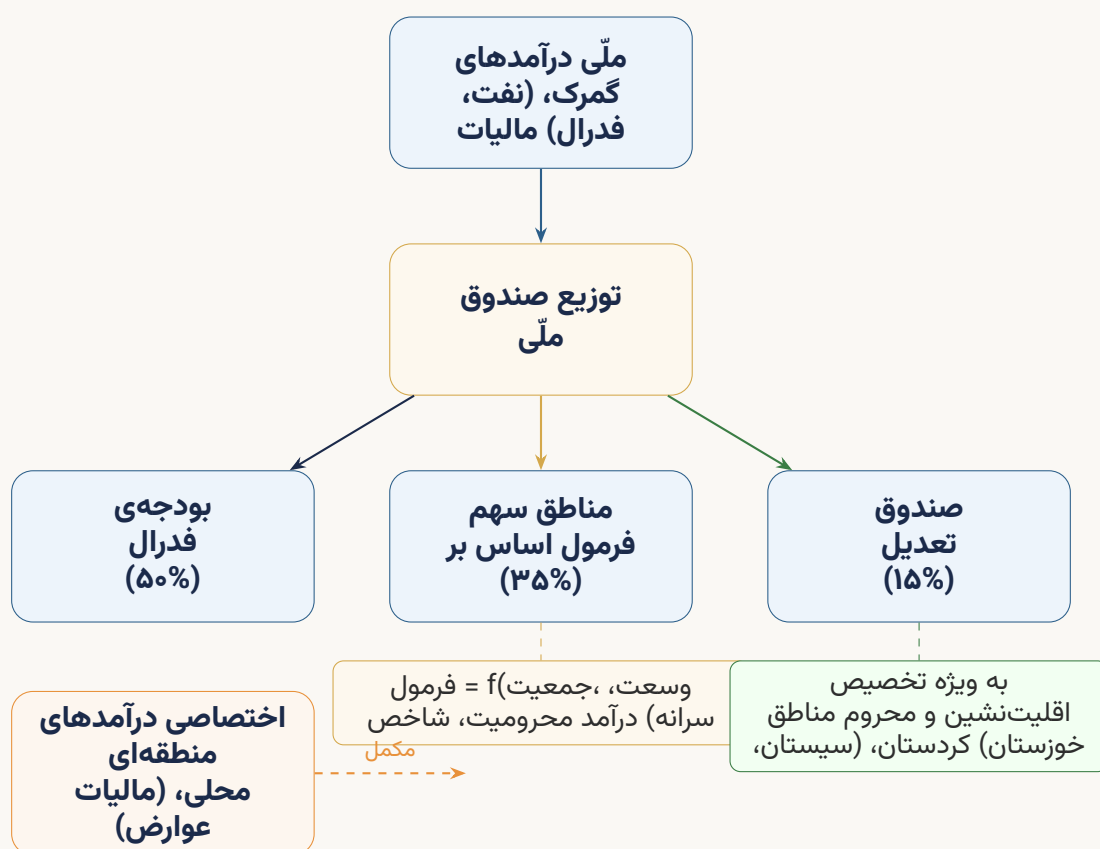 ملّی درآمدهای
گمرک، (نفت،
فدرال) مالیات
توزیع صندوق
ملّی
صندوق
تعدیل
(۱۵%)
مناطق سهم
فرمول اساس بر
(۳۵%)
بودجه‌ی
فدرال
(۵۰%)
به ویژه تخصیص
اقلیت‌نشین و محروم مناطق
خوزستان) کردستان، (سیستان،
وسعت، ،جمعیت)f = فرمول
سرانه) درآمد محرومیت، شاخص
مکمل
اختصاصی درآمدهای
منطقه‌ای
محلی، (مالیات
عوارض)